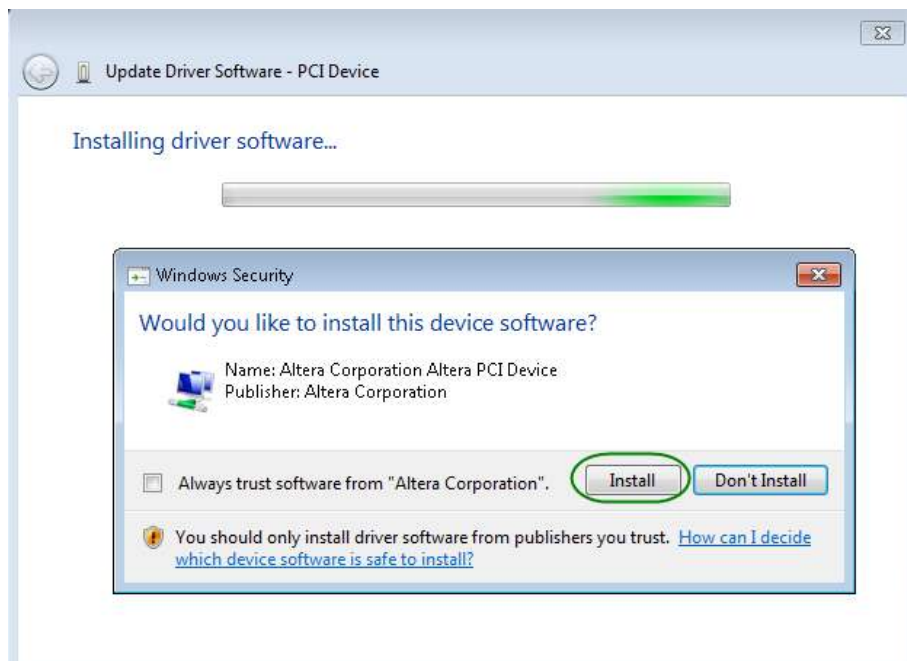 Update Driver Software - PCI Device
Installing driver software...
Windows Security
Would you like to install this device software?
Name: Altera Corporation Altera PCI Device
Publisher: Altera Corporation
Always trust software from "Altera Corporation".
Install
Don't Install
You should only install driver software from publishers you trust. How can I decide
which device software is safe to install?